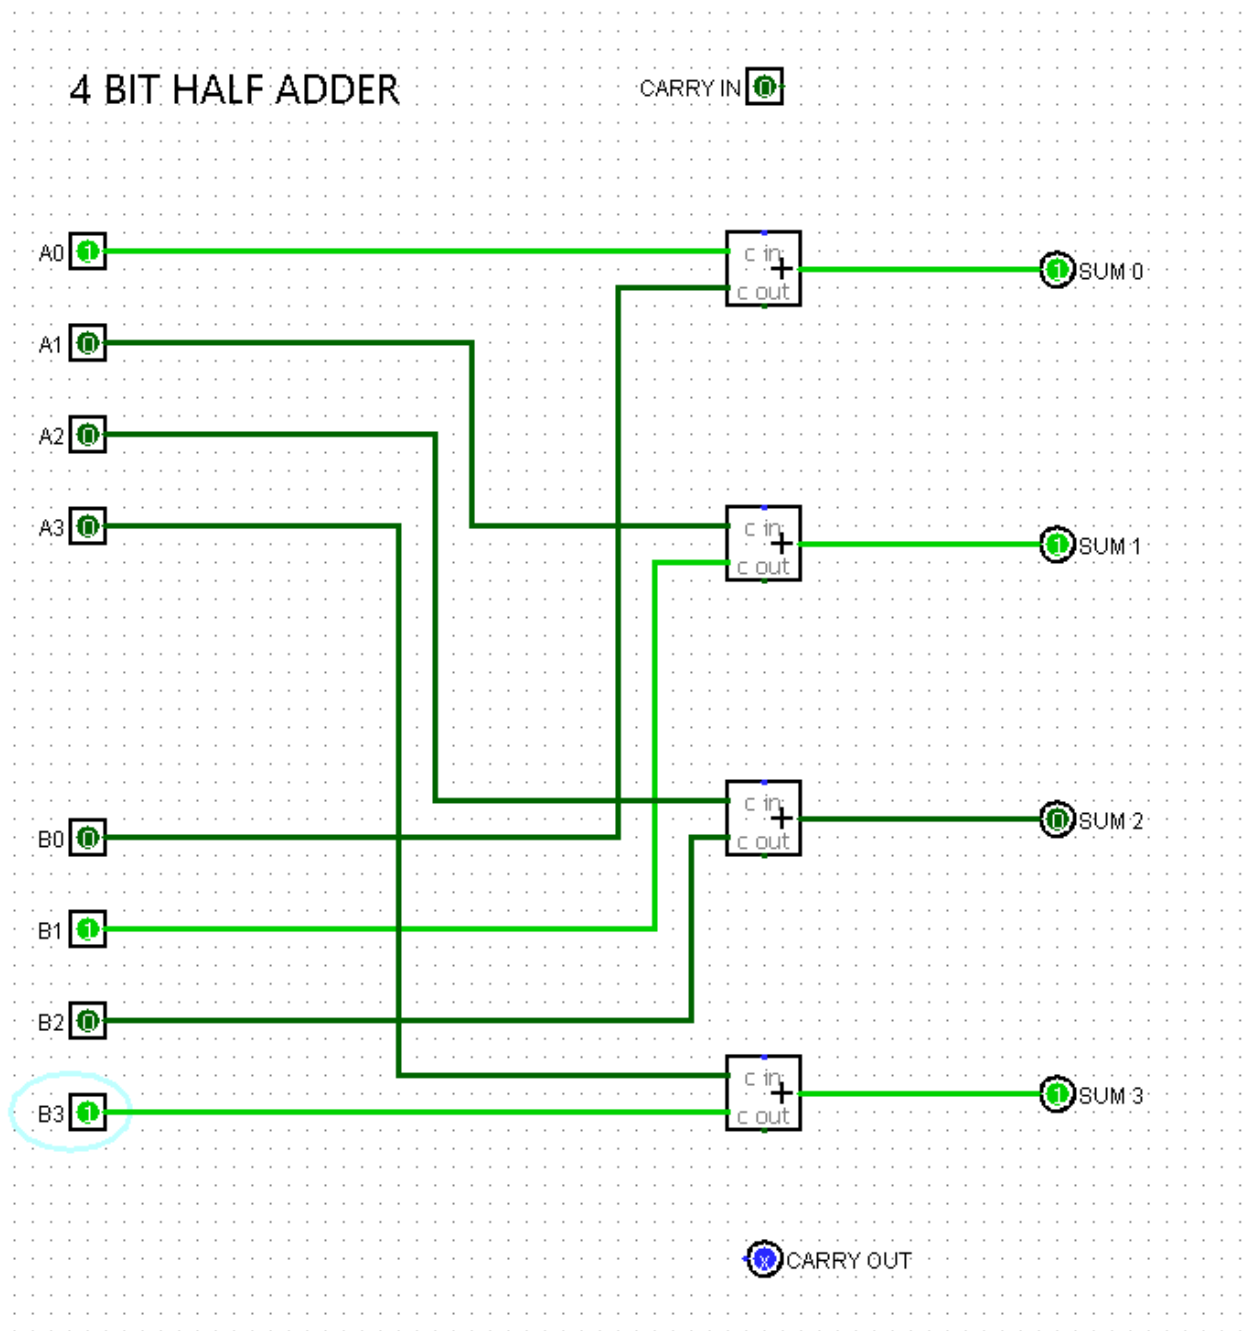 4 BIT HALF ADDER
CARRY IN 0
A0 1
c in
+
c out
1 SUM 0
A1 0
A2 0
A3 0
c in
+
c out
1 SUM 1
B0 0
c in
+
c out
0 SUM 2
B1 1
B2 0
B3 1
c in
+
c out
1 SUM 3
x CARRY OUT